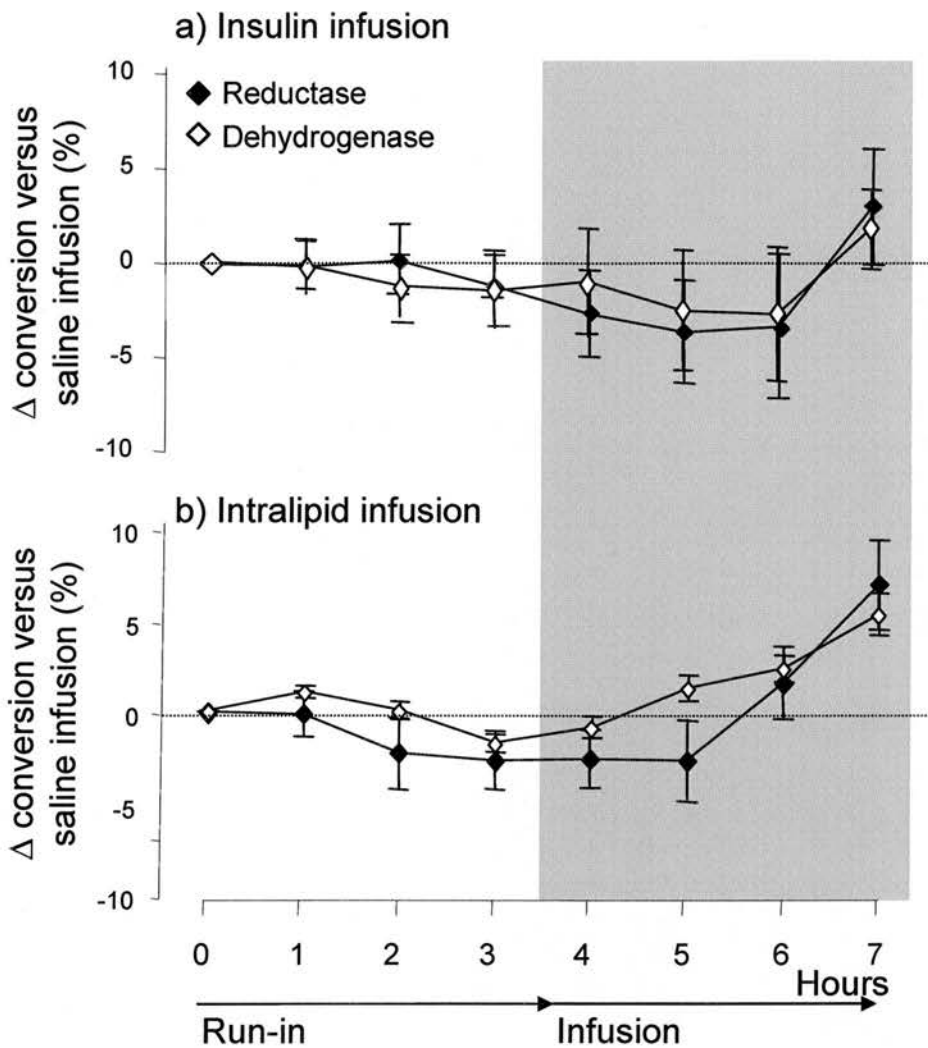 a) Insulin infusion
10
Reductase
Dehydrogenase
5
0
-5
-10
Δ conversion versus
saline infusion (%)
b) Intralipid infusion
10
5
0
-5
-10
Δ conversion versus
saline infusion (%)
0 1 2 3 4 5 6 7
Hours
Run-in Infusion